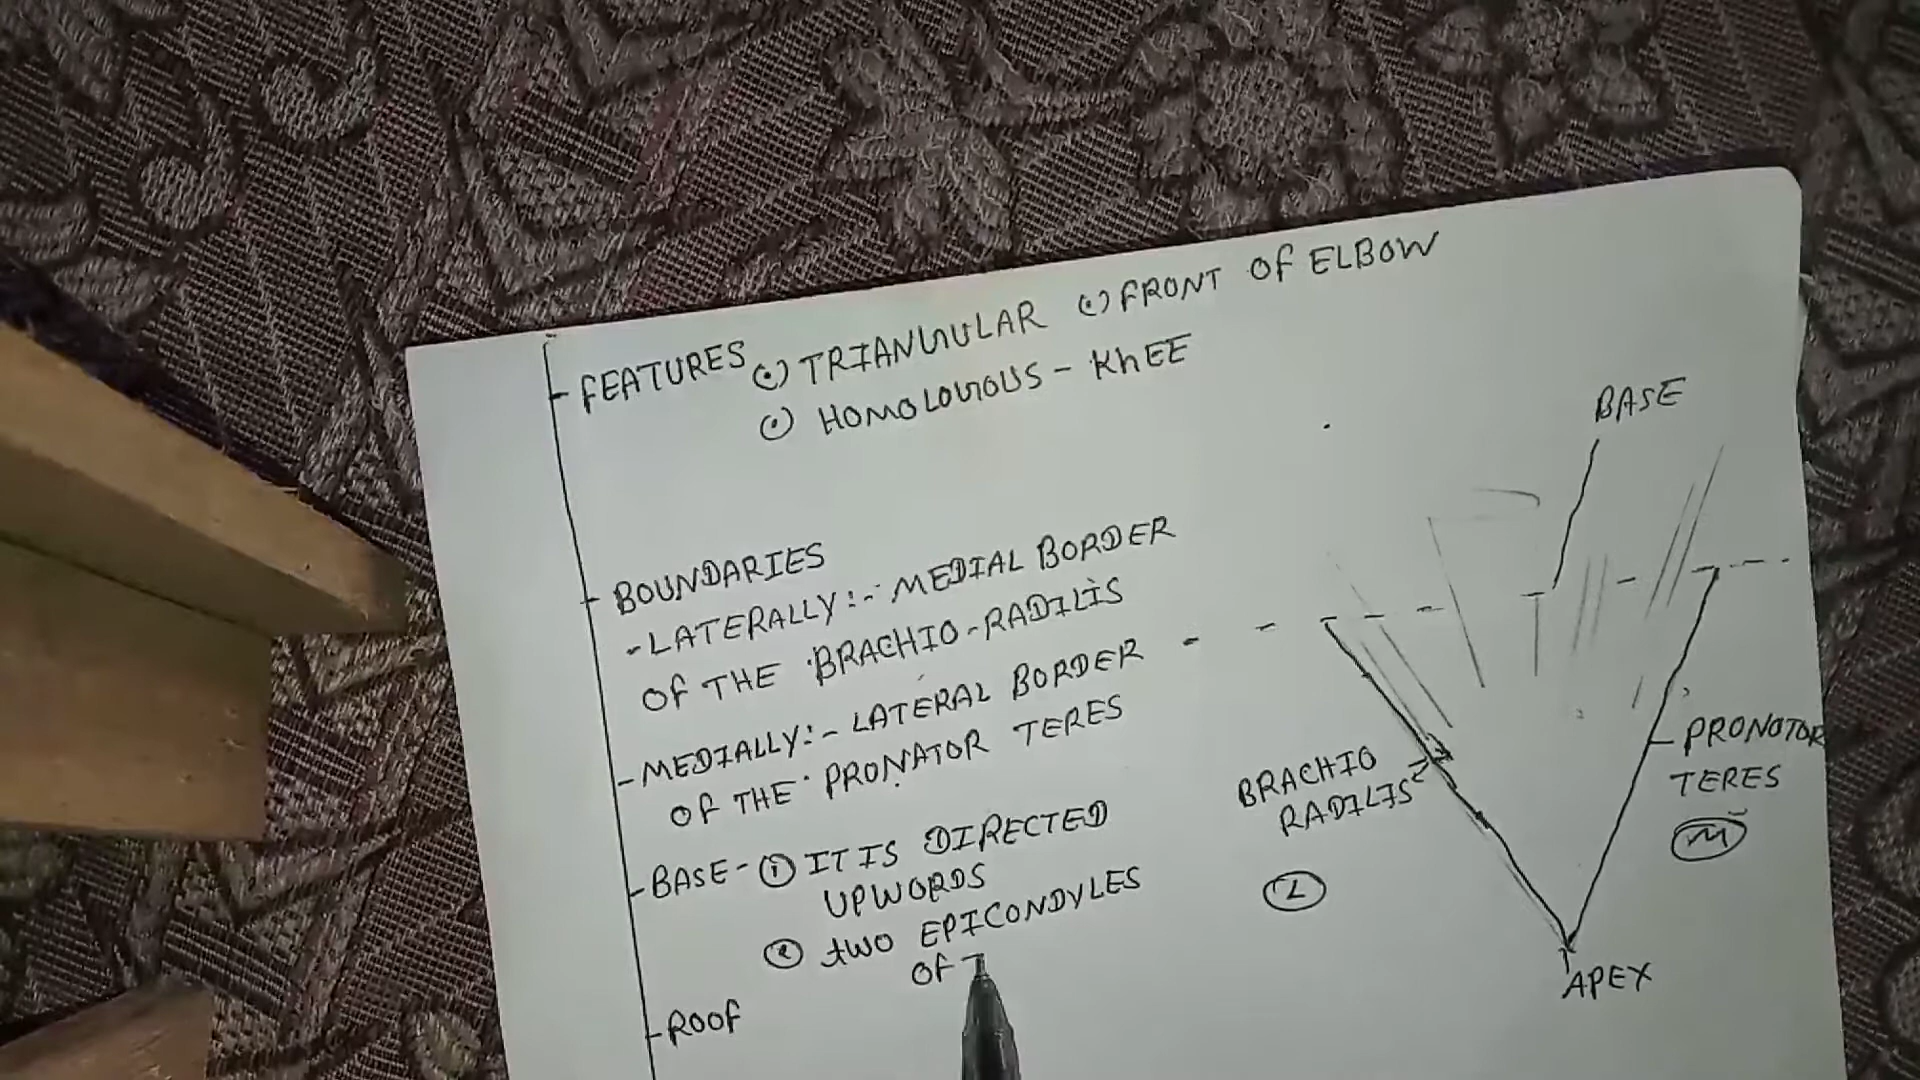 FEATURES TRIANGULAR FRONT OF ELBOW
HOMOLOGOUS - KNEE
BOUNDARIES
- LATERALLY :- MEDIAL BORDER
OF THE BRACHIO-RADILIS
- MEDIALLY :- LATERAL BORDER
OF THE PRONATOR TERES
BASE - ① IT IS DIRECTED
UPWORDS
② TWO EPICONDYLES
OF T
ROOF
BASE
BRACHIO
RADILIS
L
PRONOTOR
TERES
M
APEX